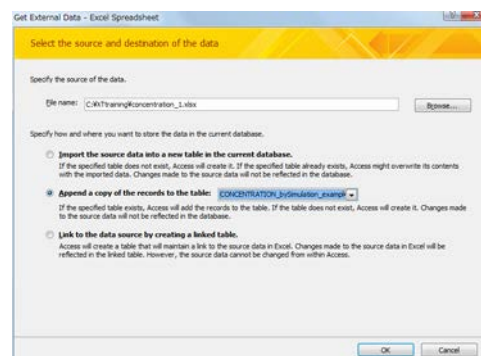 Get External Data - Excel Spreadsheet
Select the source and destination of the data
Specify the source of the data.
File name: C:¥XTtraining¥concentration_1.xlsx Browse...
Specify how and where you want to store the data in the current database.
Import the source data into a new table in the current database.
If the specified table does not exist, Access will create it. If the specified table already exists, Access might overwrite its contents
with the imported data. Changes made to the source data will not be reflected in the database.
Append a copy of the records to the table: CONCENTRATION_bySimulation_exampl
If the specified table exists, Access will add the records to the table. If the table does not exist, Access will create it. Changes made
to the source data will not be reflected in the database.
Link to the data source by creating a linked table.
Access will create a table that will maintain a link to the source data in Excel. Changes made to the source data in Excel will be
reflected in the linked table. However, the source data cannot be changed from within Access.
OK Cancel